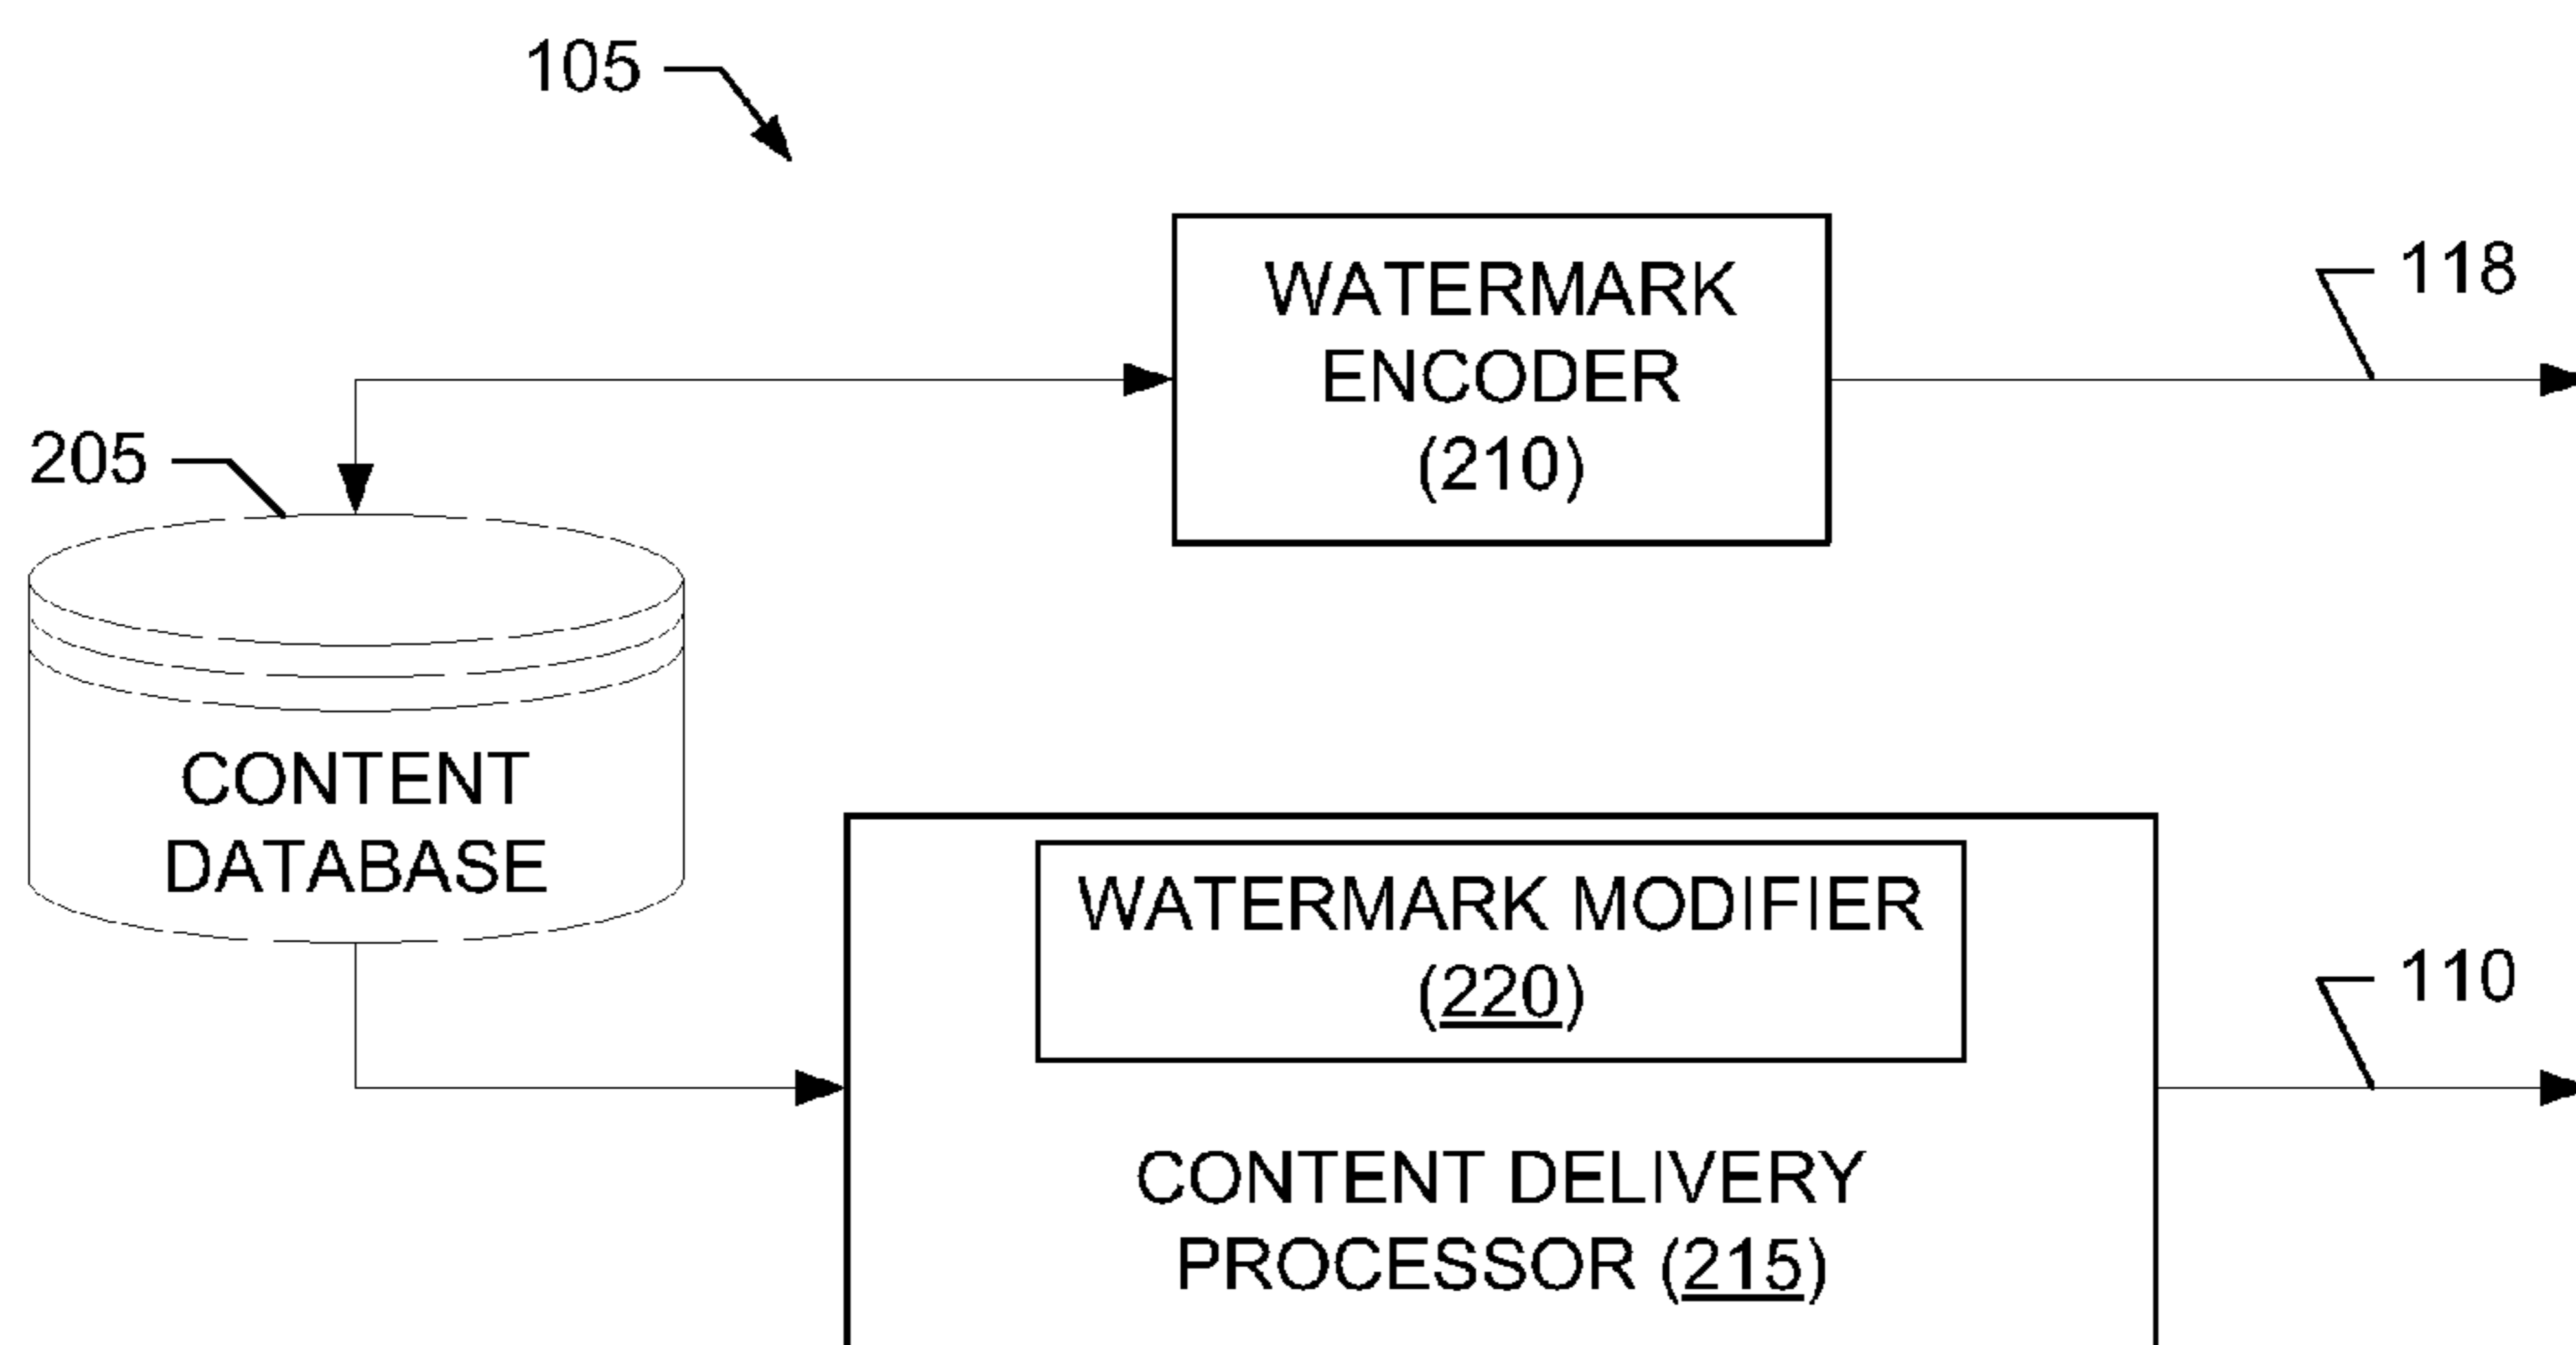 105
WATERMARK
ENCODER
(210)
118
205
CONTENT
DATABASE
WATERMARK MODIFIER
(220)
110
CONTENT DELIVERY
PROCESSOR (215)